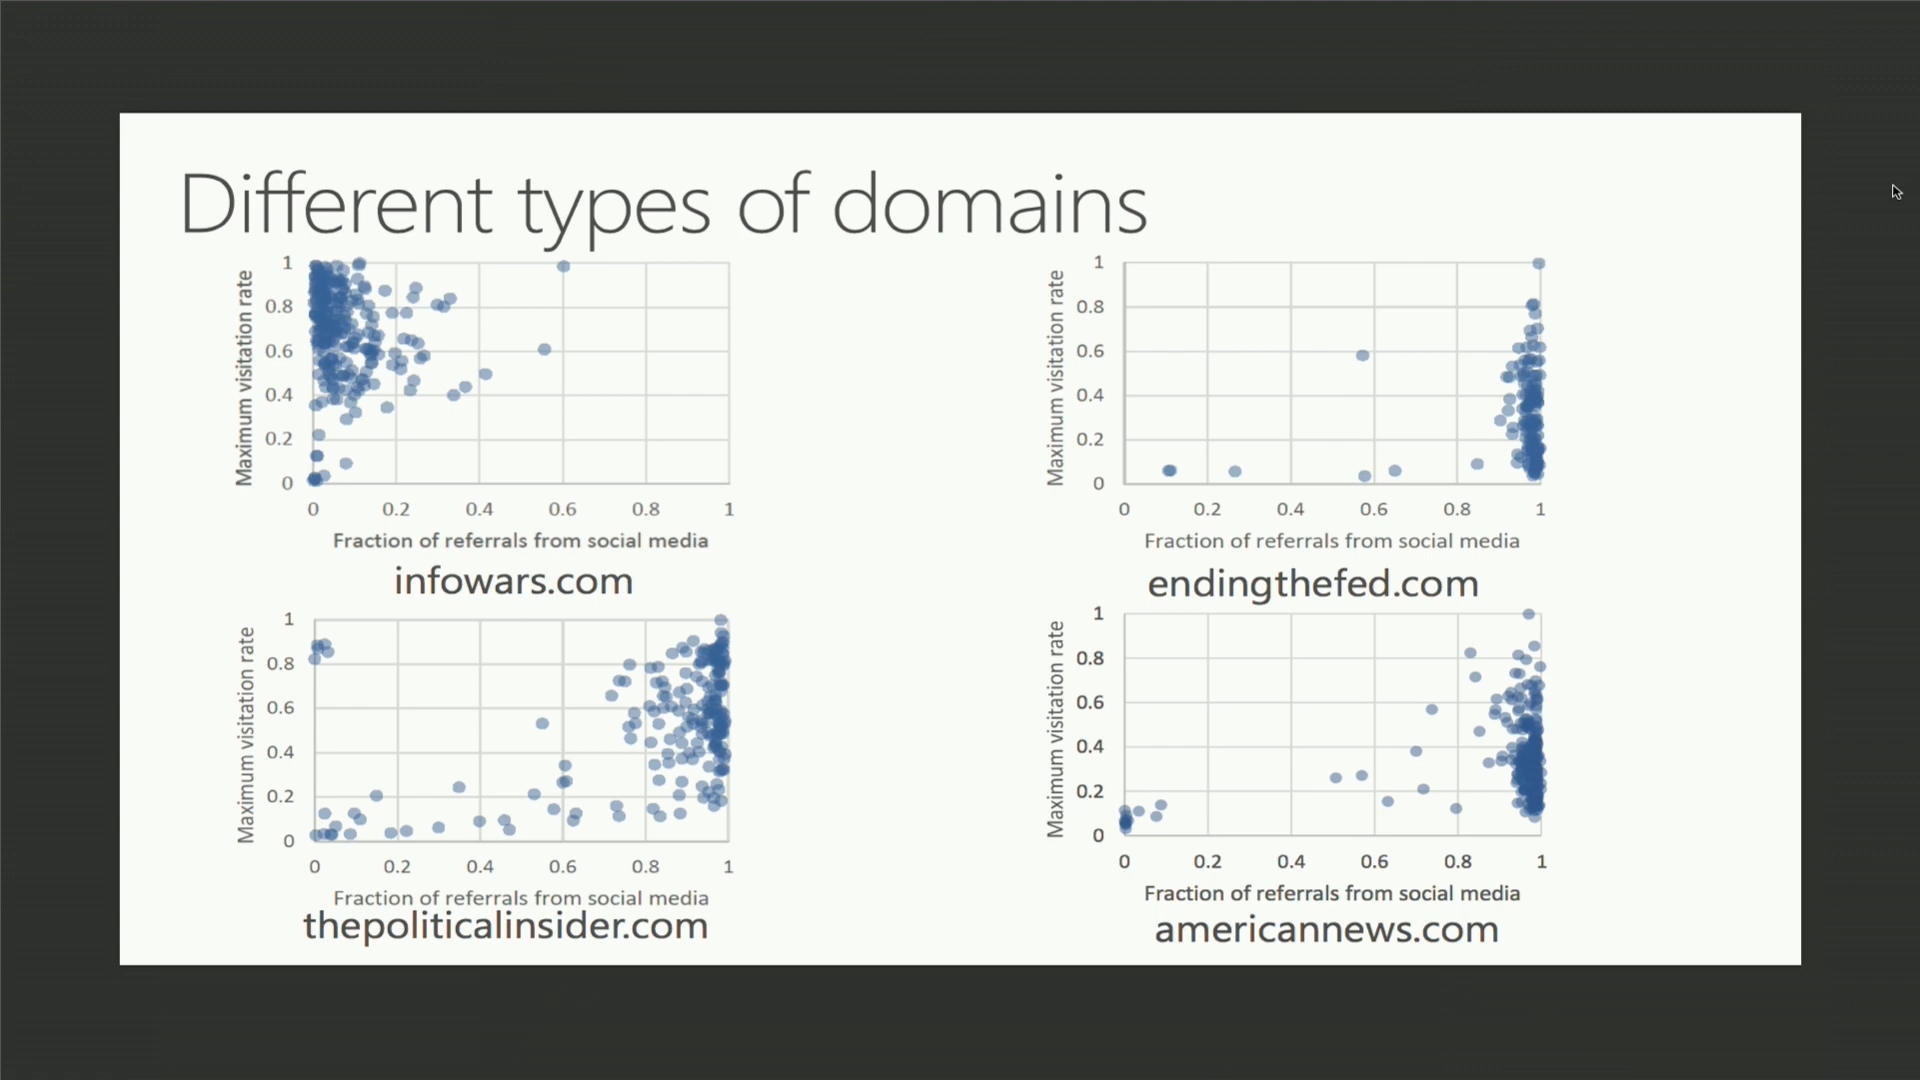 Different types of domains
Maximum visitation rate
1
0.8
0.6
0.4
0.2
0
0 0.2 0.4 0.6 0.8 1
Fraction of referrals from social media
infowars.com
Maximum visitation rate
1
0.8
0.6
0.4
0.2
0
0 0.2 0.4 0.6 0.8 1
Fraction of referrals from social media
endingthefed.com
Maximum visitation rate
1
0.8
0.6
0.4
0.2
0
0 0.2 0.4 0.6 0.8 1
Fraction of referrals from social media
thepoliticalinsider.com
Maximum visitation rate
1
0.8
0.6
0.4
0.2
0
0 0.2 0.4 0.6 0.8 1
Fraction of referrals from social media
americannews.com